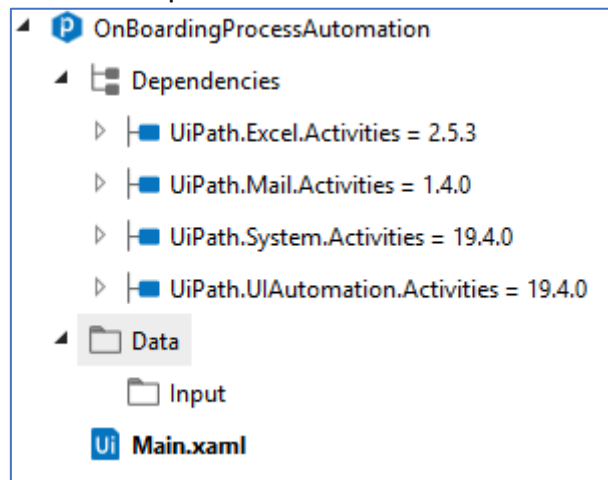 OnBoardingProcessAutomation
Dependencies
UiPath.Excel.Activities = 2.5.3
UiPath.Mail.Activities = 1.4.0
UiPath.System.Activities = 19.4.0
UiPath.UIAutomation.Activities = 19.4.0
Data
Input
Ui Main.xaml